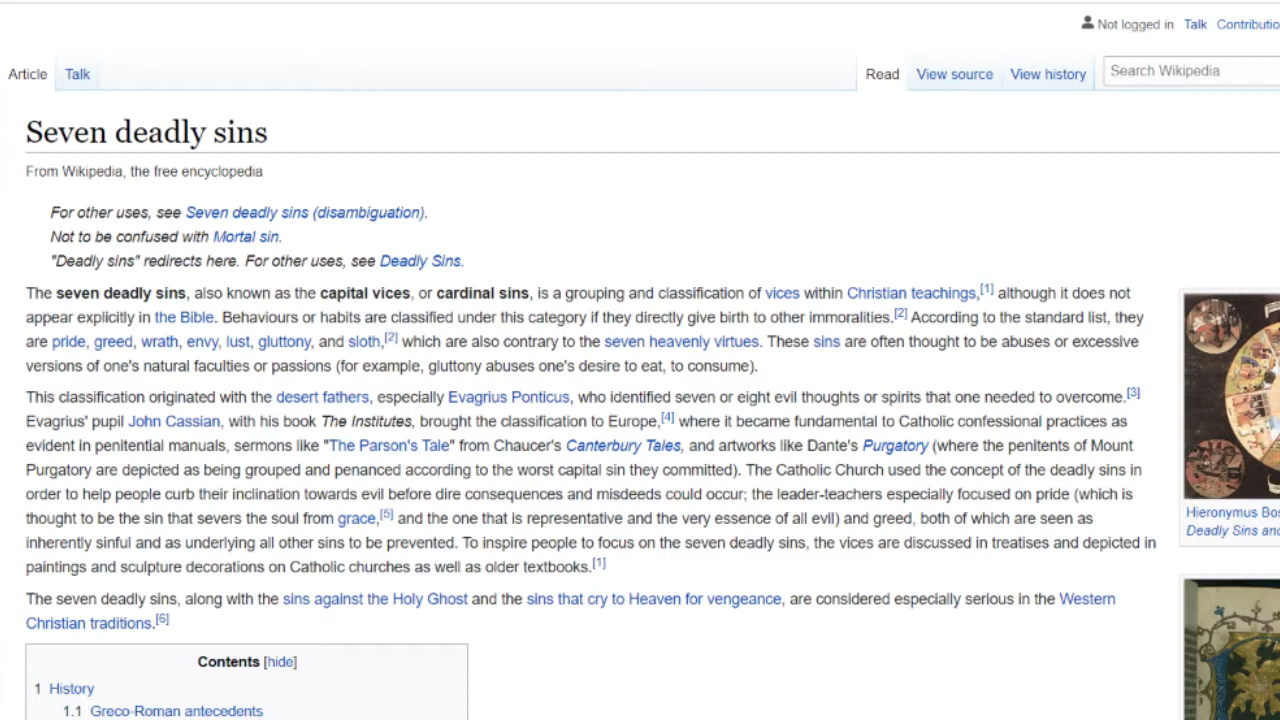 Not logged in Talk
Article Talk Read View source View history Search Wikipedia
Seven deadly sins
From Wikipedia, the free encyclopedia
For other uses, see Seven deadly sins (disambiguation).
Not to be confused with Mortal sin.
"Deadly sins" redirects here. For other uses, see Deadly Sins.
The seven deadly sins, also known as the capital vices, or cardinal sins, is a grouping and classification of vices within Christian teachings,[1] although it does not
appear explicitly in the Bible. Behaviours or habits are classified under this category if they directly give birth to other immoralities.[2] According to the standard list, they
are pride, greed, wrath, envy, lust, gluttony, and sloth,[2] which are also contrary to the seven heavenly virtues. These sins are often thought to be abuses or excessive
versions of one's natural faculties or passions (for example, gluttony abuses one's desire to eat, to consume).
This classification originated with the desert fathers, especially Evagrius Ponticus, who identified seven or eight evil thoughts or spirits that one needed to overcome.[3]
Evagrius' pupil John Cassian, with his book The Institutes, brought the classification to Europe,[4] where it became fundamental to Catholic confessional practices as
evident in penitential manuals, sermons like "The Parson's Tale" from Chaucer's Canterbury Tales, and artworks like Dante's Purgatory (where the penitents of Mount
Purgatory are depicted as being grouped and penanced according to the worst capital sin they committed). The Catholic Church used the concept of the deadly sins in
order to help people curb their inclination towards evil before dire consequences and misdeeds could occur; the leader-teachers especially focused on pride (which is
thought to be the sin that severs the soul from grace,[5] and the one that is representative and the very essence of all evil) and greed, both of which are seen as
inherently sinful and as underlying all other sins to be prevented. To inspire people to focus on the seven deadly sins, the vices are discussed in treatises and depicted in
paintings and sculpture decorations on Catholic churches as well as older textbooks.[1]
The seven deadly sins, along with the sins against the Holy Ghost and the sins that cry to Heaven for vengeance, are considered especially serious in the Western
Christian traditions.[6]
Hieronymus
Deadly Sins
Contents [hide]
1 History
1.1 Greco-Roman antecedents